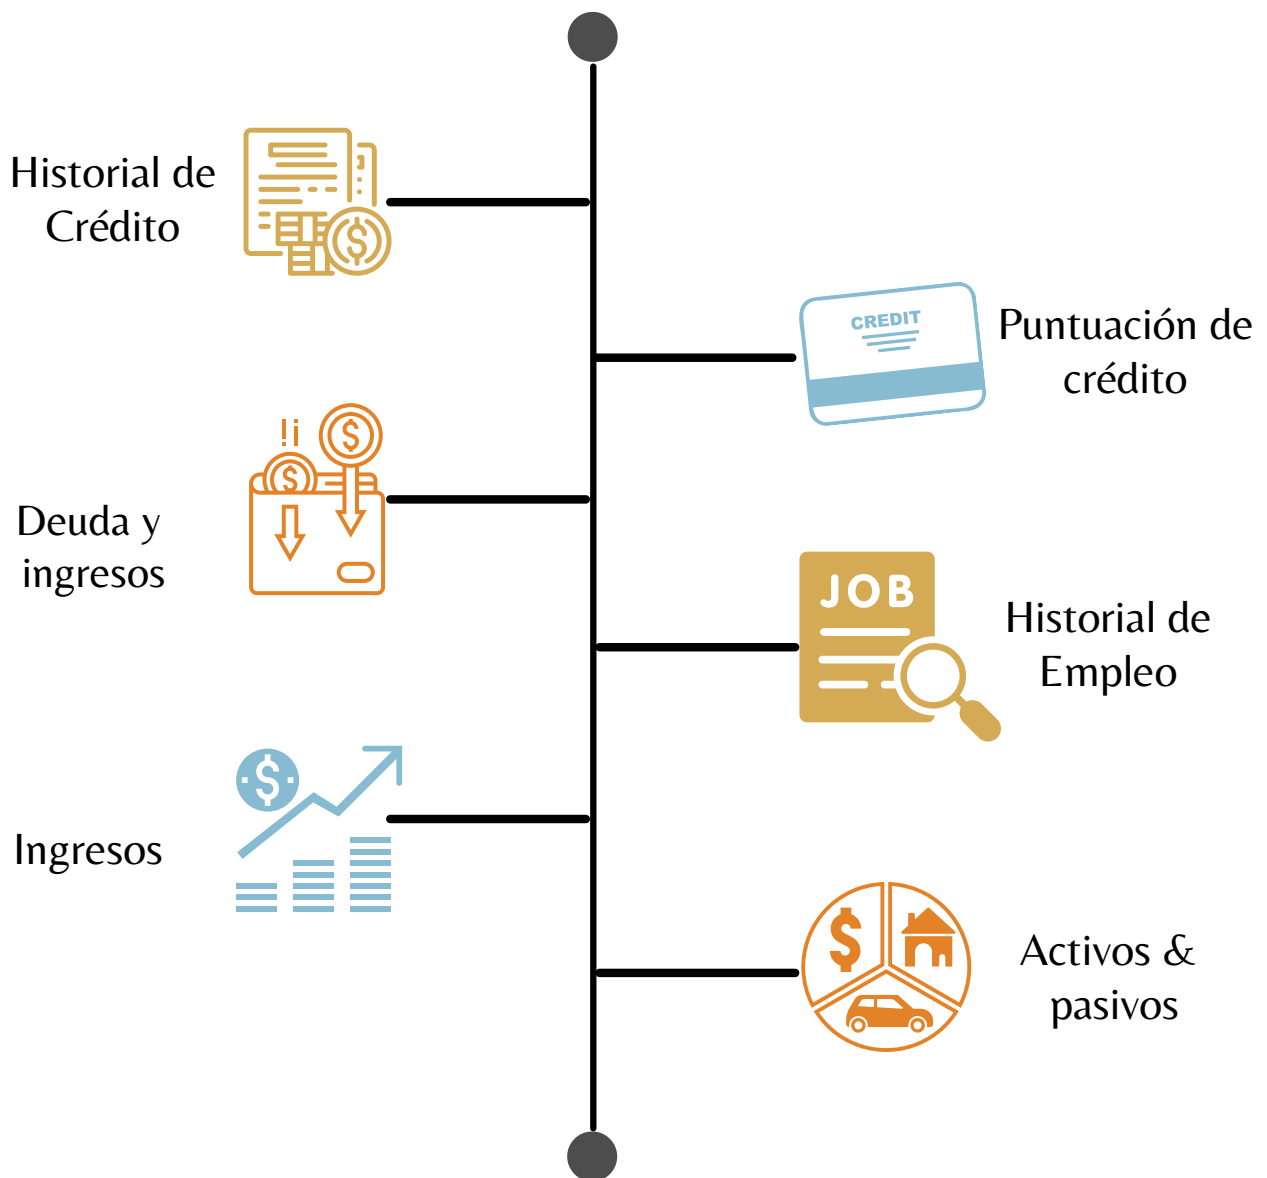 Historial de
Crédito
CREDIT
Puntuación de
crédito
!i
Deuda y
ingresos
JOB
Historial de
Empleo
Ingresos
Activos &
pasivos